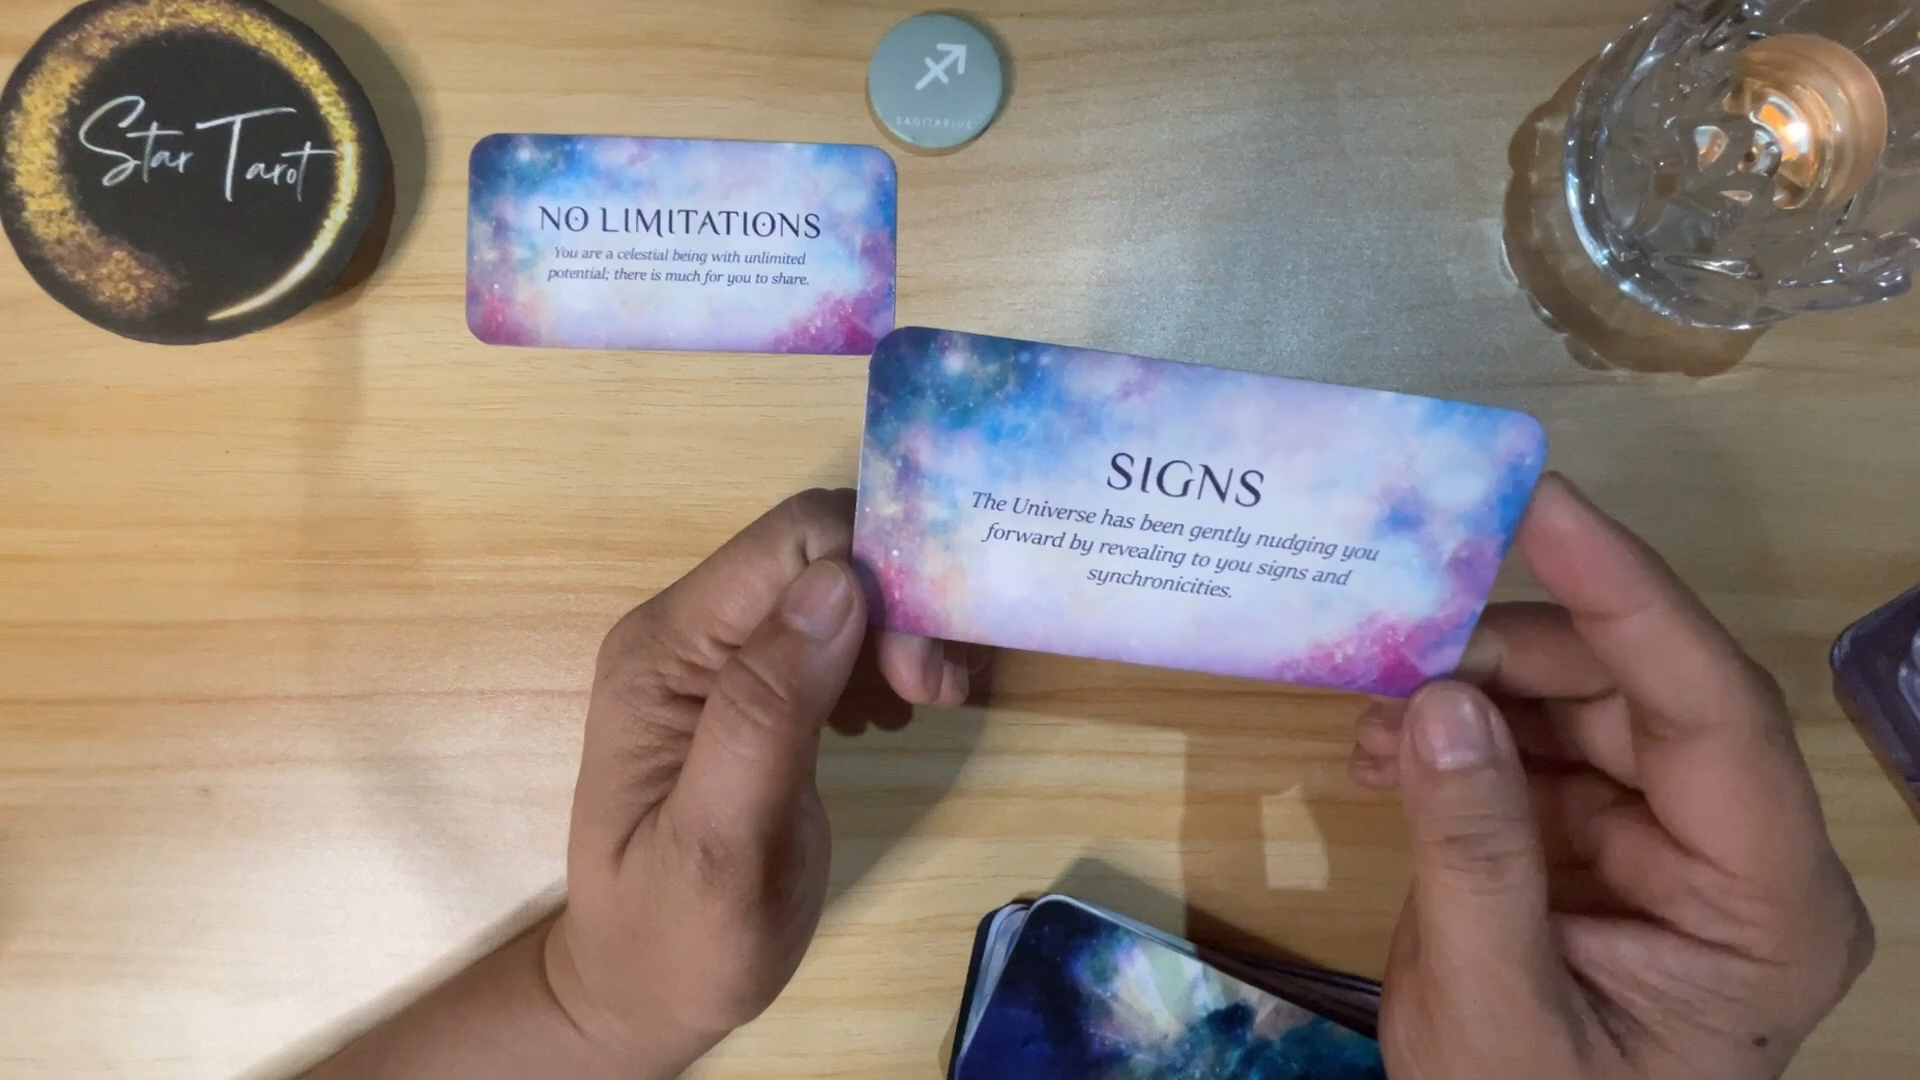 Star Tarot
SAGITARIUS
NO LIMITATIONS
You are a celestial being with unlimited
potential; there is much for you to share.
SIGNS
The Universe has been gently nudging you
forward by revealing to you signs and
synchronicities.